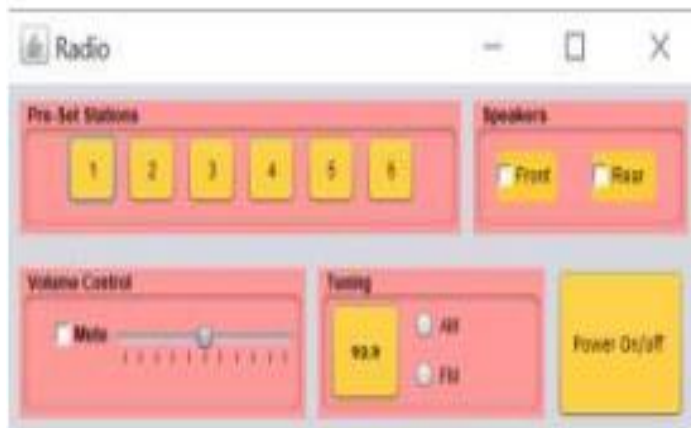 Radio
Pre-Set Stations
1 2 3 4 5 6
Speakers
Front Rear
Volume Control
Mute
Tuning
93.9
AM
FM
Power On/off